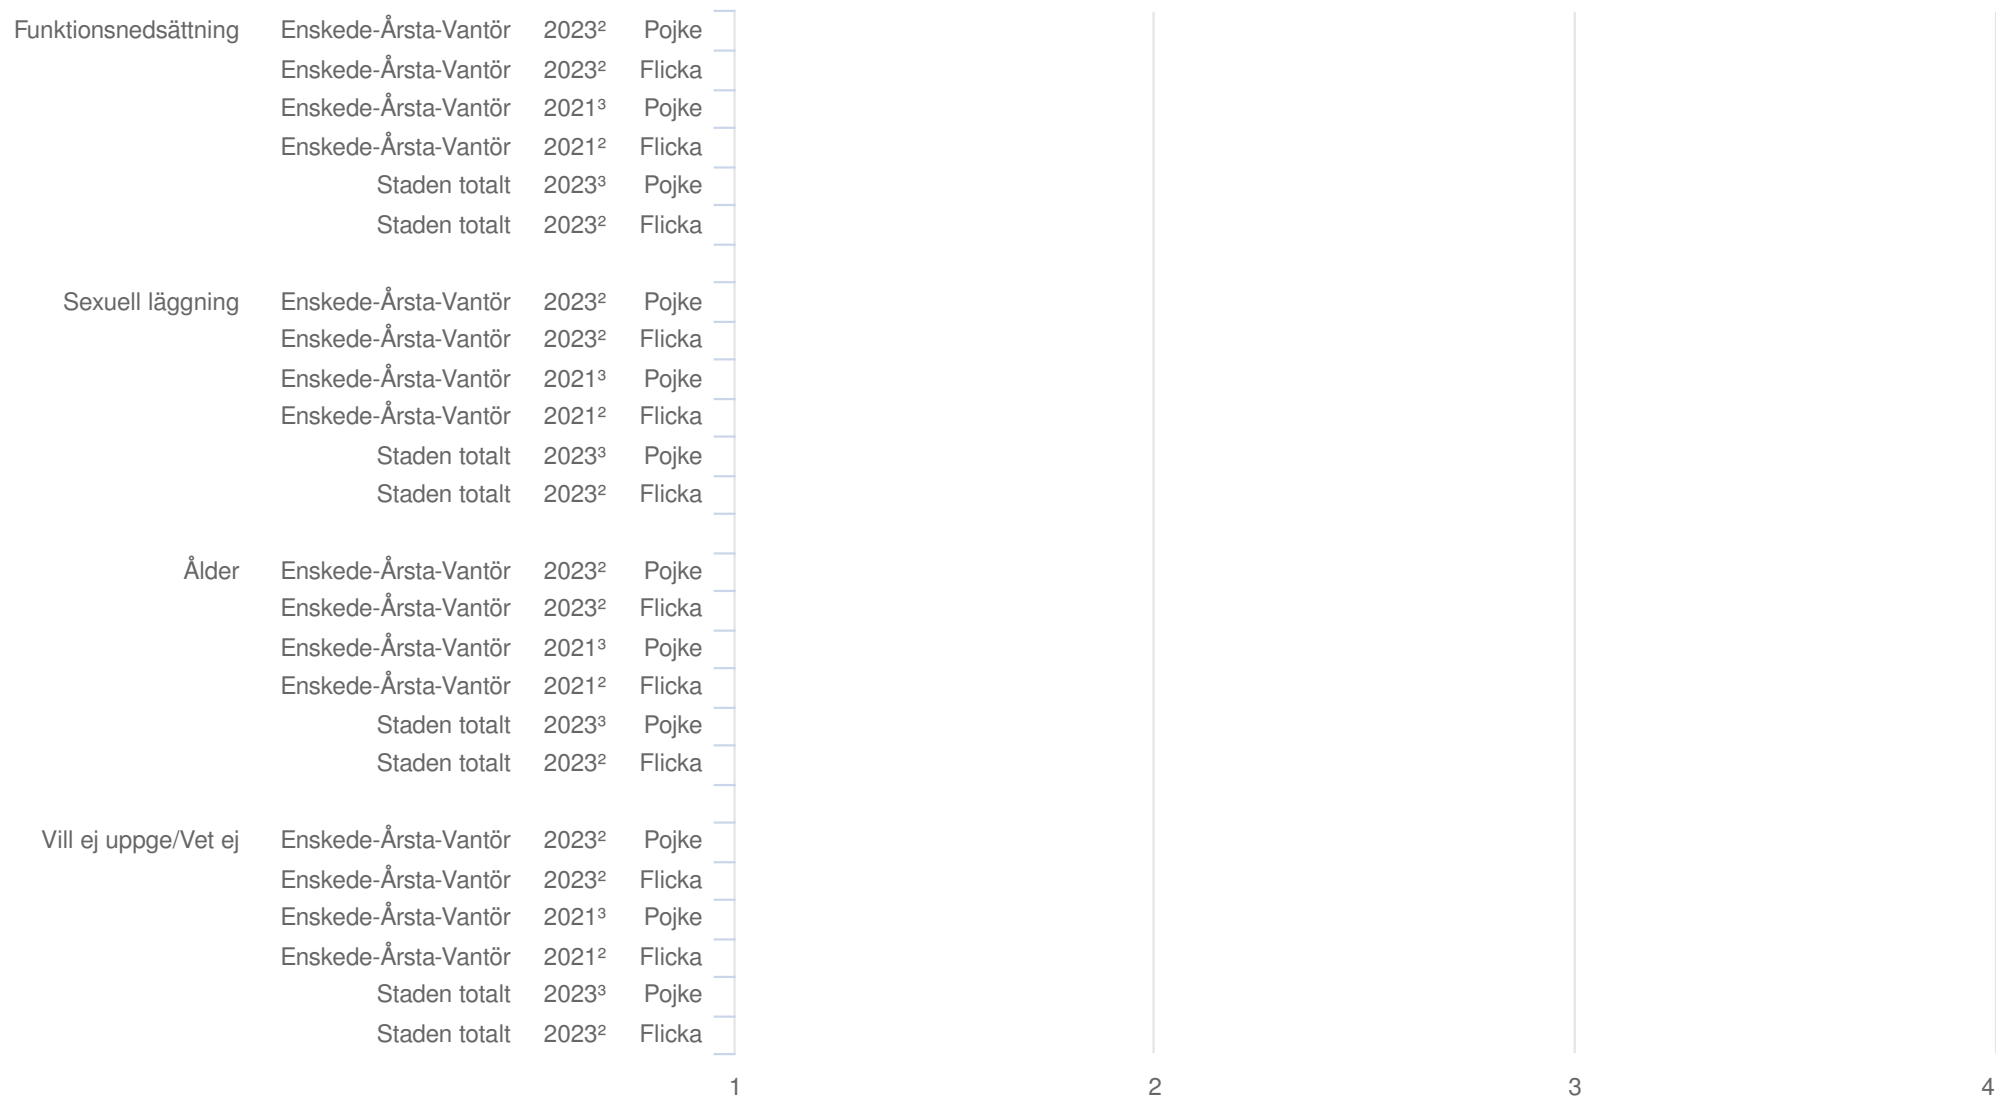 Funktionsnedsättning Enskede-Årsta-Vantör 2023² Pojke
Enskede-Årsta-Vantör 2023² Flicka
Enskede-Årsta-Vantör 2021³ Pojke
Enskede-Årsta-Vantör 2021² Flicka
Staden totalt 2023³ Pojke
Staden totalt 2023² Flicka
Sexuell läggning Enskede-Årsta-Vantör 2023² Pojke
Enskede-Årsta-Vantör 2023² Flicka
Enskede-Årsta-Vantör 2021³ Pojke
Enskede-Årsta-Vantör 2021² Flicka
Staden totalt 2023³ Pojke
Staden totalt 2023² Flicka
Ålder Enskede-Årsta-Vantör 2023² Pojke
Enskede-Årsta-Vantör 2023² Flicka
Enskede-Årsta-Vantör 2021³ Pojke
Enskede-Årsta-Vantör 2021² Flicka
Staden totalt 2023³ Pojke
Staden totalt 2023² Flicka
Vill ej uppge/Vet ej Enskede-Årsta-Vantör 2023² Pojke
Enskede-Årsta-Vantör 2023² Flicka
Enskede-Årsta-Vantör 2021³ Pojke
Enskede-Årsta-Vantör 2021² Flicka
Staden totalt 2023³ Pojke
Staden totalt 2023² Flicka
1 2 3 4